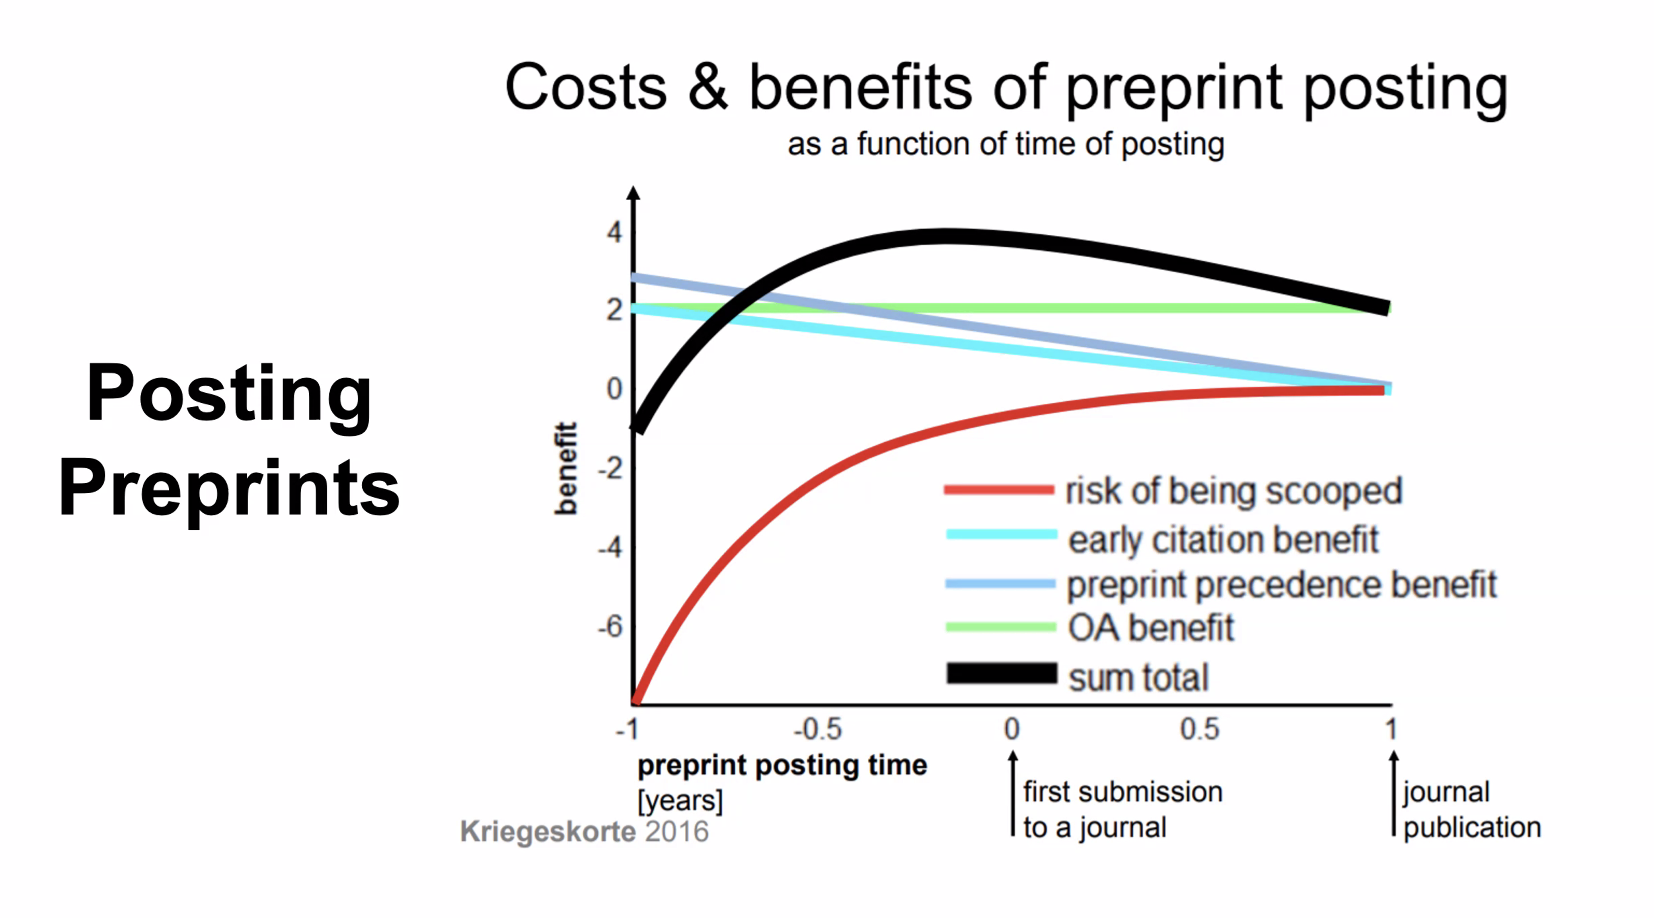 Costs & benefits of preprint posting
as a function of time of posting
Posting
Preprints
benefit
4
2
0
-2
-4
-6
risk of being scooped
early citation benefit
preprint precedence benefit
OA benefit
sum total
-1
-0.5
0
0.5
1
preprint posting time
[years]
first submission
to a journal
journal
publication
Kriegeskorte 2016